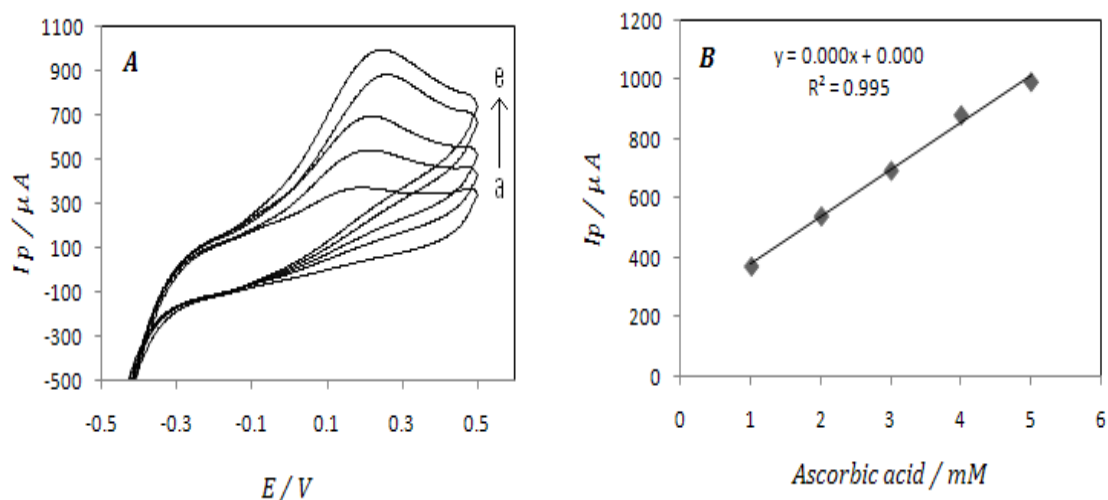 A
I p / μ A
1100
900
700
500
300
100
-100
-300
-500
-0.5
-0.3
-0.1
0.1
0.3
0.5
E / V
e
a
B
y = 0.000x + 0.000
R² = 0.995
Ip / μ A
1200
1000
800
600
400
200
0
0
1
2
3
4
5
6
Ascorbic acid / mM